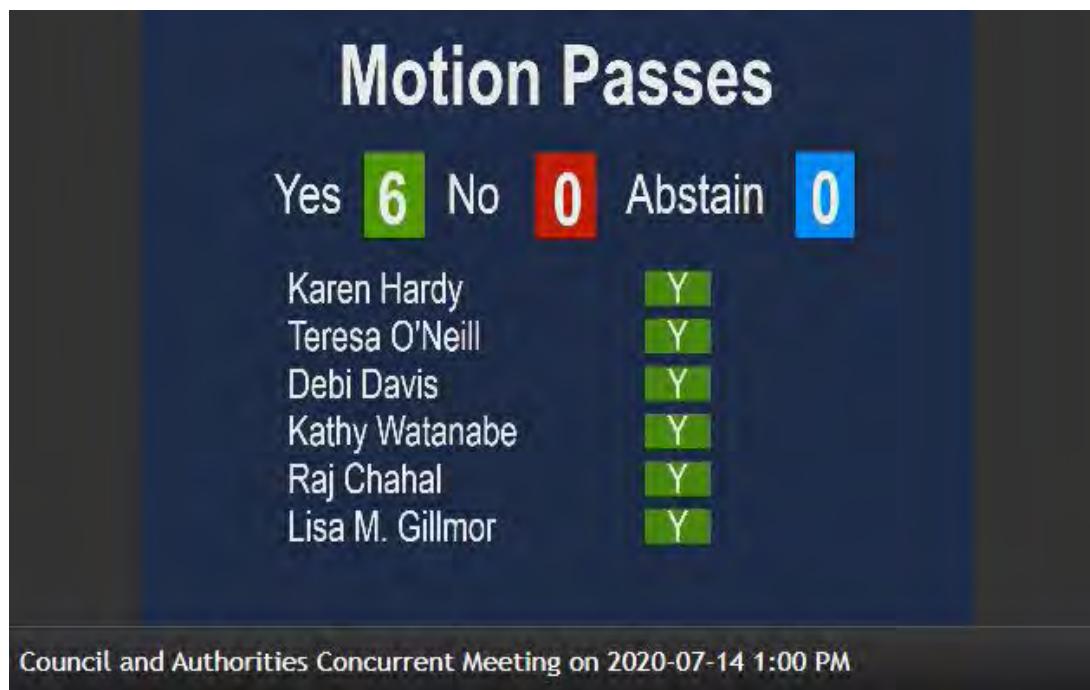 Motion Passes
Yes 6 No 0 Abstain 0
Karen Hardy Y
Teresa O'Neill Y
Debi Davis Y
Kathy Watanabe Y
Raj Chahal Y
Lisa M. Gillmor Y
Council and Authorities Concurrent Meeting on 2020-07-14 1:00 PM